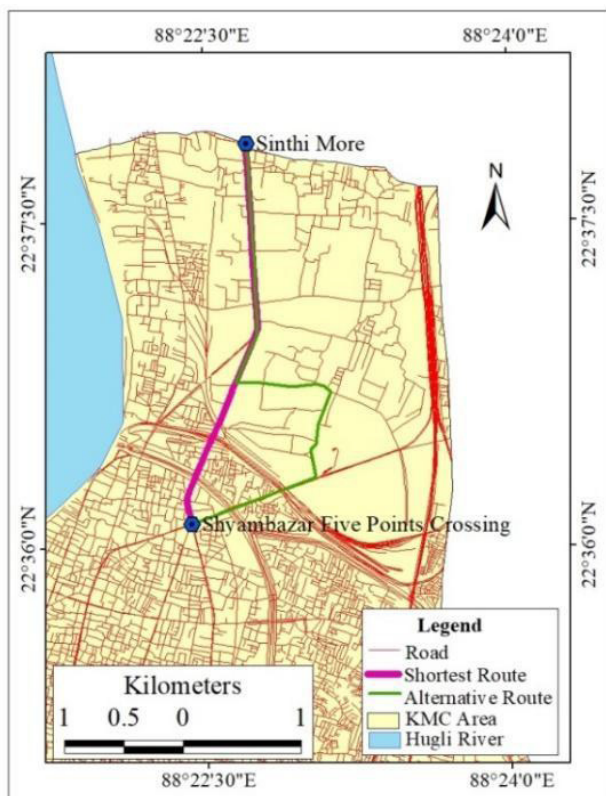 88°22'30"E 88°24'0"E
Sinthi More
N
22°37'30"N 22°37'30"N
Shyambazar Five Points Crossing
22°36'0"N 22°36'0"N
Legend
Road
Shortest Route
Alternative Route
KMC Area
Hugli River
Kilometers
1 0.5 0 1
88°22'30"E 88°24'0"E